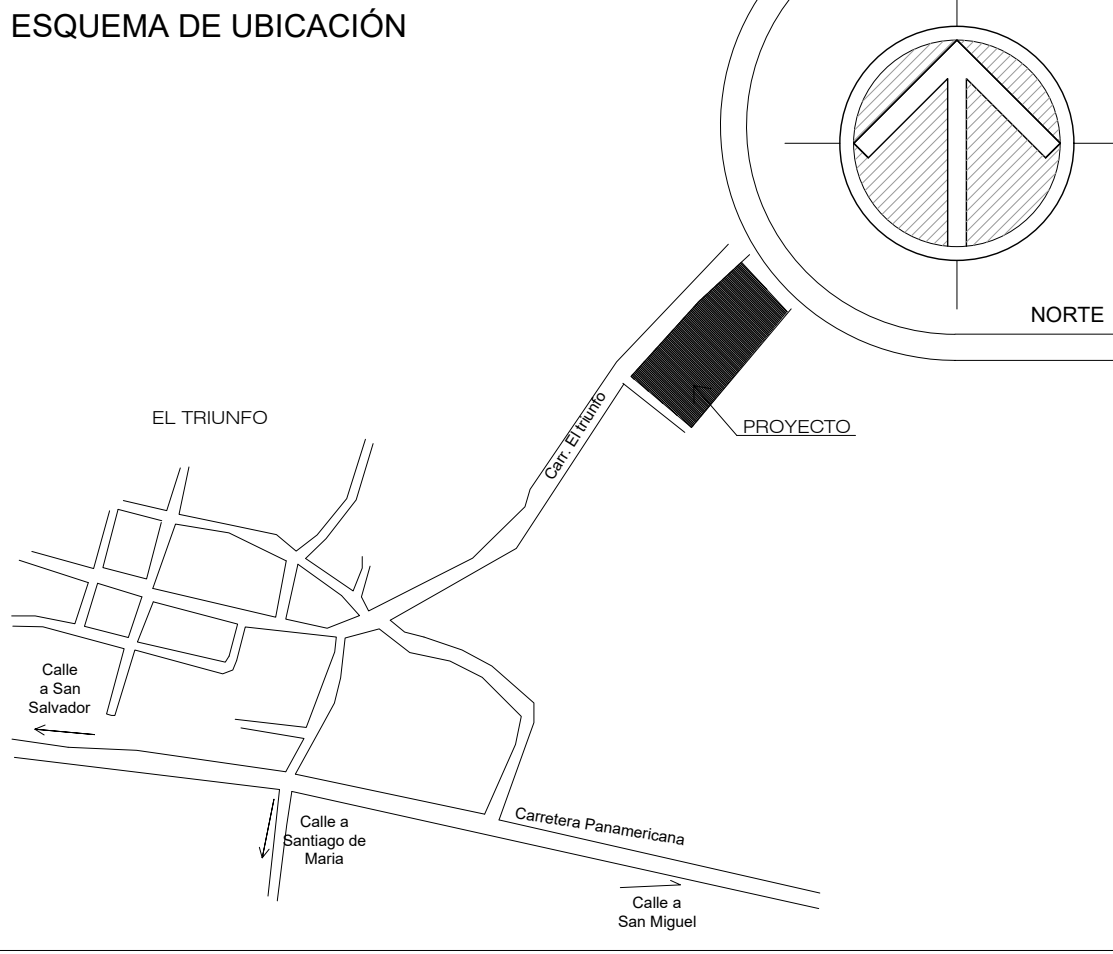 ESQUEMA DE UBICACIÓN
NORTE
EL TRIUNFO
Carr. El triunfo
PROYECTO
Calle
a San
Salvador
Calle a
Santiago de
Maria
Carretera Panamericana
Calle a
San Miguel